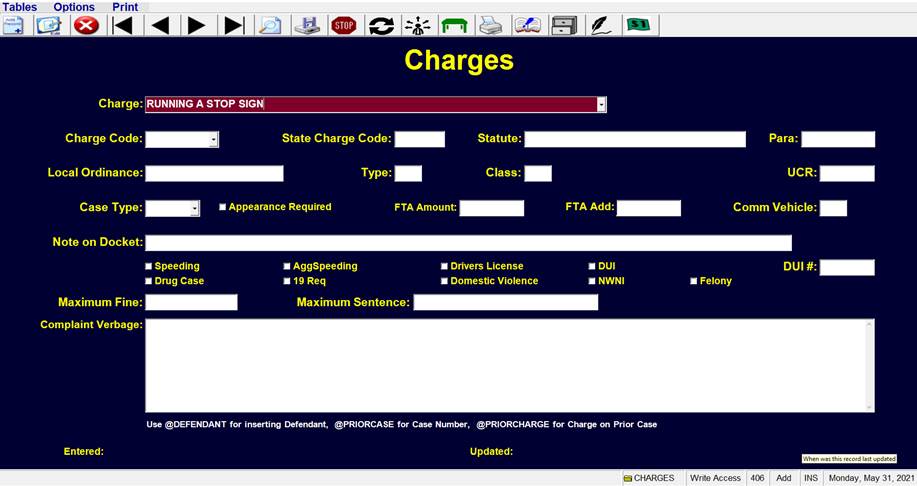 Tables Options Print
STOP $1
Charges
Charge: RUNNING A STOP SIGN
Charge Code: State Charge Code: Statute: Para:
Local Ordinance: Type: Class: UCR:
Case Type: Appearance Required FTA Amount: FTA Add: Comm Vehicle:
Note on Docket:
Speeding AggSpeeding Drivers License DUI DUI #:
Drug Case 19 Req Domestic Violence NWNI Felony
Maximum Fine: Maximum Sentence:
Complaint Verbage:
Use @DEFENDANT for inserting Defendant, @PRIORCASE for Case Number, @PRIORCHARGE for Charge on Prior Case
Entered: Updated:
When was this record last updated
CHARGES Write Access 406 Add INS Monday, May 31, 2021